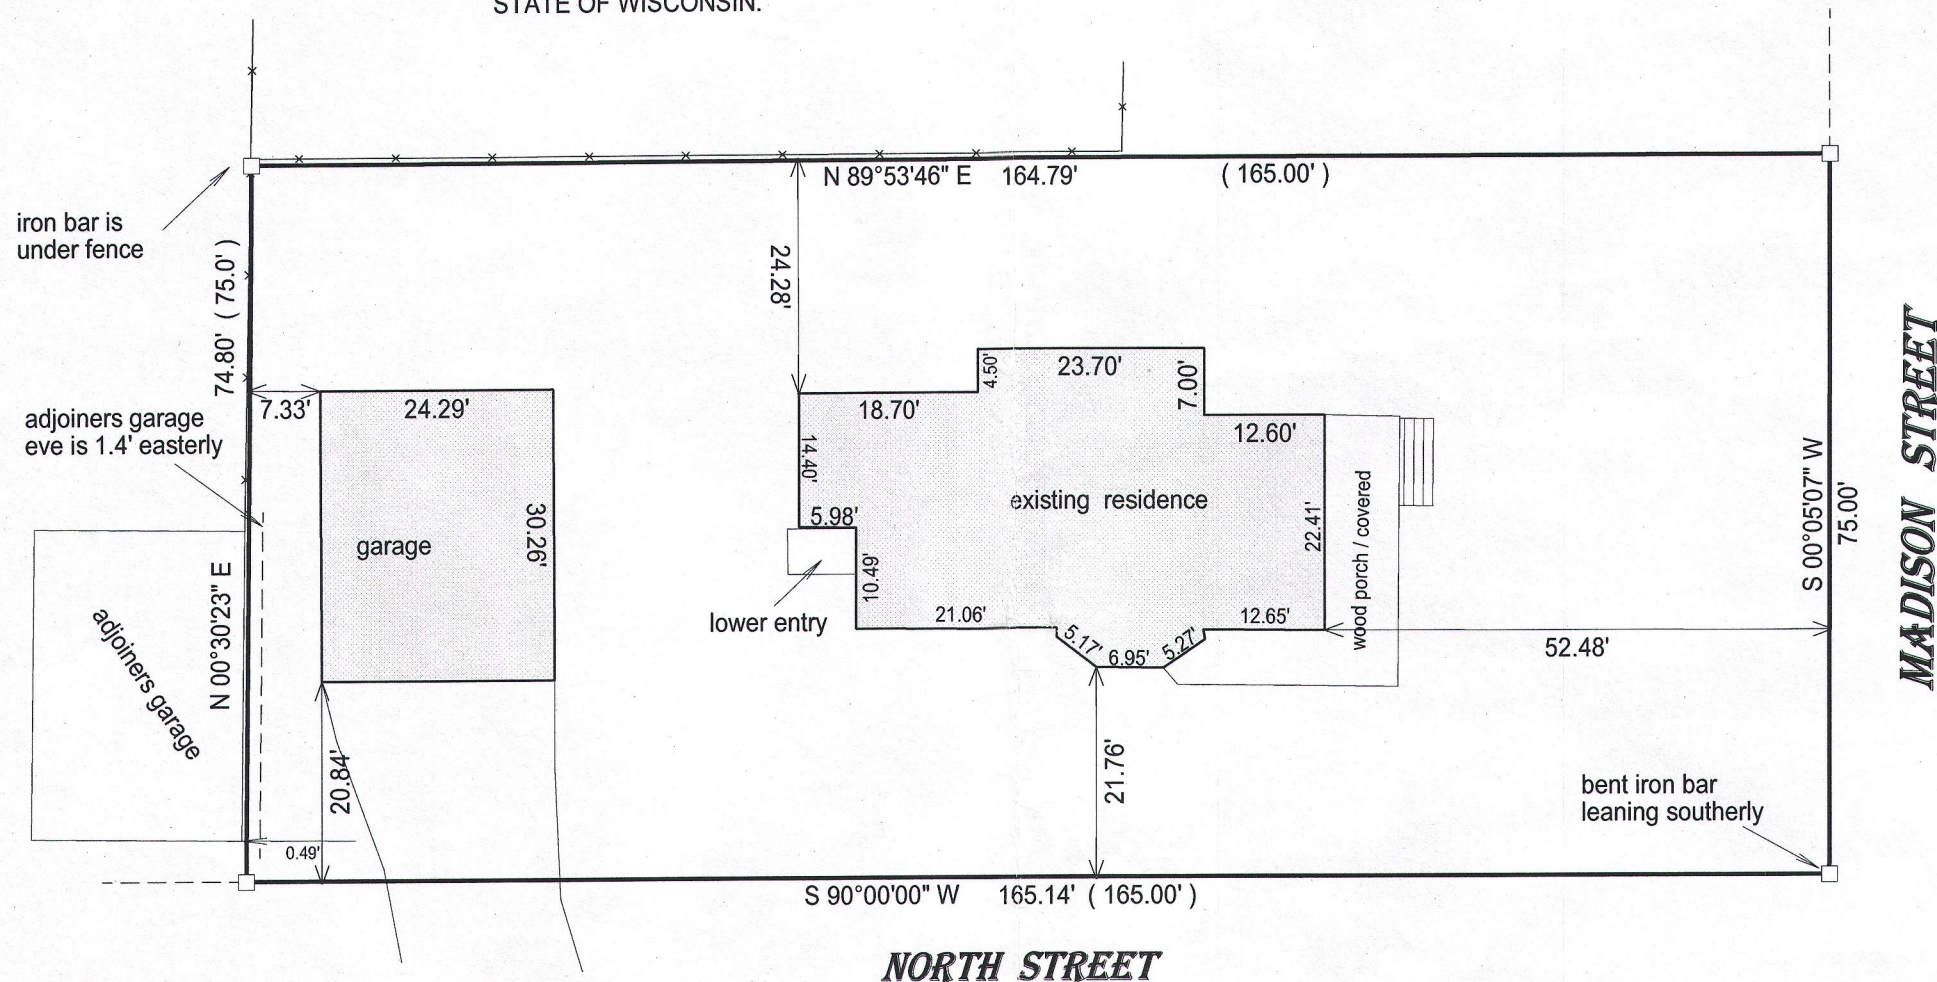 STATE OF WISCONSIN.
N 89°53'46" E 164.79' ( 165.00' )
iron bar is
under fence
74.80' ( 75.0' )
24.28'
7.33'
24.29'
30.26'
garage
adjoiners garage
eve is 1.4' easterly
N 00°30'23" E
adjoiners garage
20.84'
0.49'
4.50'
23.70'
7.00'
18.70'
14.40'
12.60'
existing residence
22.41'
wood porch / covered
5.98'
10.49'
lower entry
21.06'
5.17'
6.95'
5.27'
12.65'
52.48'
21.76'
S 00°05'07" W
75.00'
MADISON STREET
bent iron bar
leaning southerly
S 90°00'00" W 165.14' ( 165.00' )
NORTH STREET